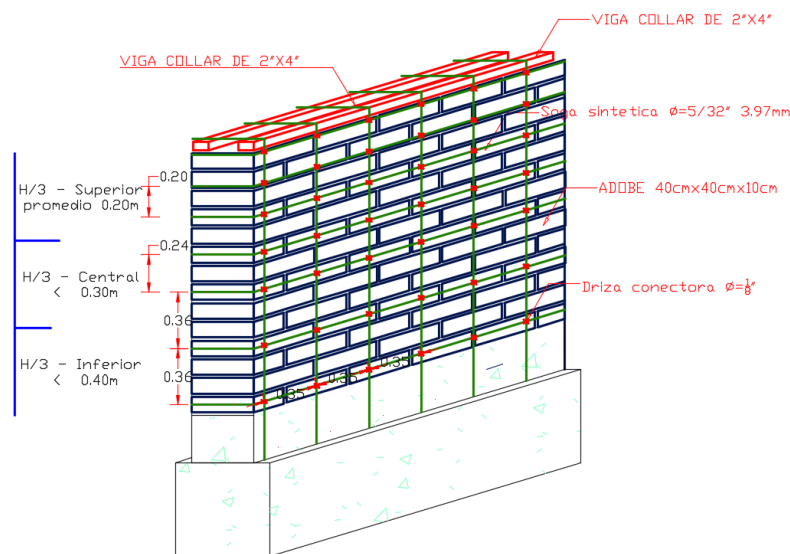 VIGA COLLAR DE 2"X4"
VIGA COLLAR DE 2"X4"
Soga sintetica Ø=5/32" 3.97mm
0.20
H/3 - Superior
promedio 0.20m
ADOBE 40cmx40cmx10cm
0.24
H/3 - Central
< 0.30m
Driza conectora Ø=⅛"
0.36
H/3 - Inferior
< 0.40m
0.36
0.35
0.35
0.35